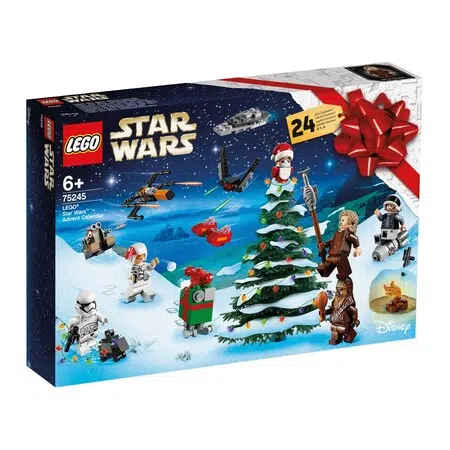 LEGO
STAR
WARS
6+
75245
LEGO
Star Wars
Advent Calendar
24
Disney